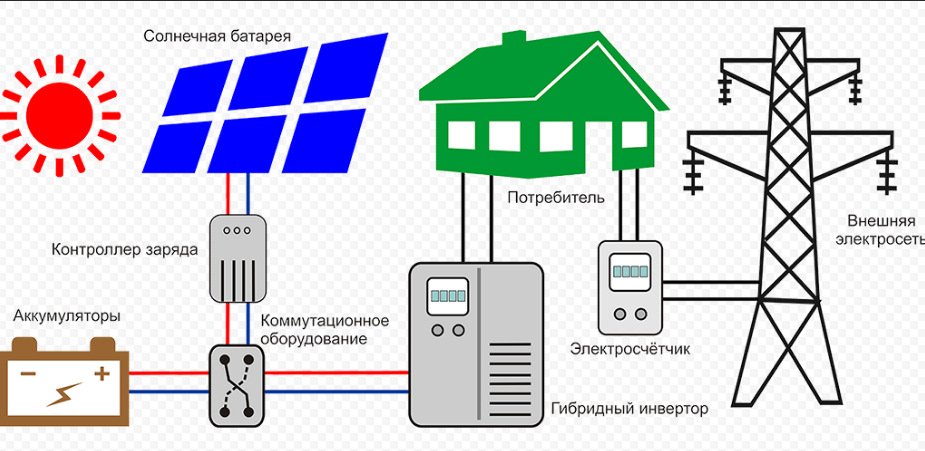 Солнечная батарея
Потребитель
Внешняя
электросеть
Контроллер заряда
Аккумуляторы
Коммутационное
оборудование
Электросчётчик
Гибридный инвертор